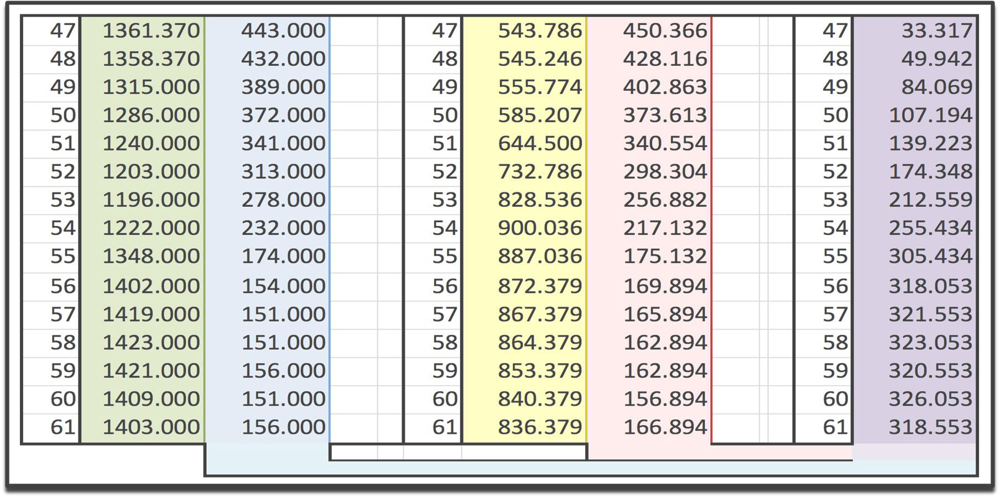 47 1361.370 443.000 47 543.786 450.366 47 33.317
48 1358.370 432.000 48 545.246 428.116 48 49.942
49 1315.000 389.000 49 555.774 402.863 49 84.069
50 1286.000 372.000 50 585.207 373.613 50 107.194
51 1240.000 341.000 51 644.500 340.554 51 139.223
52 1203.000 313.000 52 732.786 298.304 52 174.348
53 1196.000 278.000 53 828.536 256.882 53 212.559
54 1222.000 232.000 54 900.036 217.132 54 255.434
55 1348.000 174.000 55 887.036 175.132 55 305.434
56 1402.000 154.000 56 872.379 169.894 56 318.053
57 1419.000 151.000 57 867.379 165.894 57 321.553
58 1423.000 151.000 58 864.379 162.894 58 323.053
59 1421.000 156.000 59 853.379 162.894 59 320.553
60 1409.000 151.000 60 840.379 156.894 60 326.053
61 1403.000 156.000 61 836.379 166.894 61 318.553